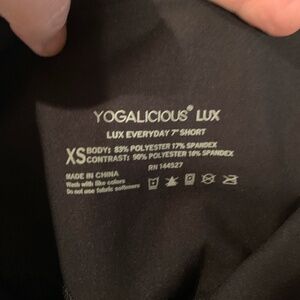 YOGALICIOUS® LUX
LUX EVERYDAY 7" SHORT
XS BODY: 83% POLYESTER 17% SPANDEX
CONTRAST: 90% POLYESTER 10% SPANDEX
RN 144527
MADE IN CHINA
Wash with like colors
Do not use fabric softeners